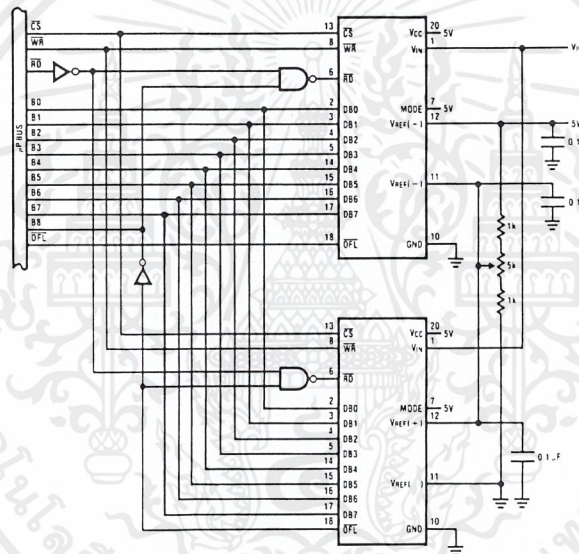 μP BUS
CS
WR
RD
B0
B1
B2
B3
B4
B5
B6
B7
B8
OFL
13 CS VCC 20 5V
8 WR VIN 1
6 RD
2 DB0 MODE 7 5V
3 DB1 VREF(-) 12 5V
4 DB2
5 DB3
14 DB4 VREF(-) 11
15 DB5
16 DB6
17 DB7
18 OFL GND 10
0.1
0.1
1k
5k
1k
13 CS VCC 20 5V
8 WR VIN 1
6 RD
2 DB0 MODE 7 5V
3 DB1 VREF(+) 12
4 DB2
5 DB3
14 DB4 VREF( 11
15 DB5
16 DB6
17 DB7
18 OFL GND 10